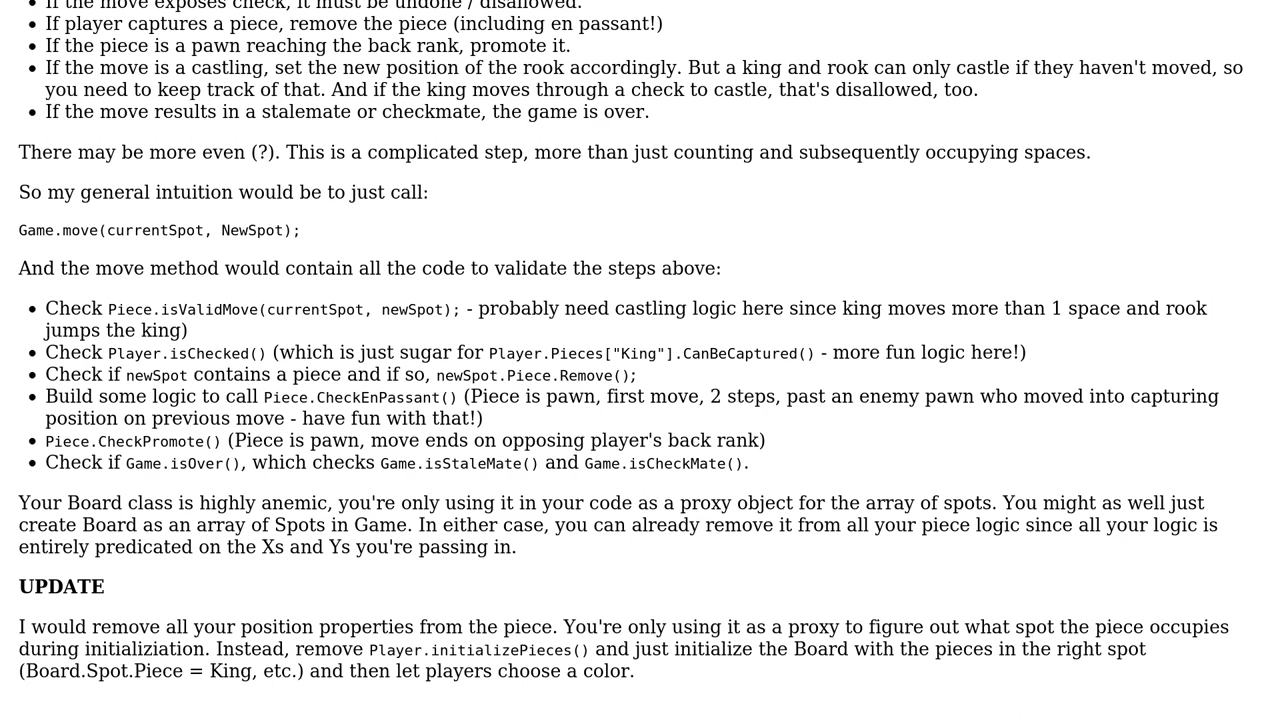 If the move exposes check, it must be undone / disallowed.
If player captures a piece, remove the piece (including en passant!)
If the piece is a pawn reaching the back rank, promote it.
If the move is a castling, set the new position of the rook accordingly. But a king and rook can only castle if they haven't moved, so
you need to keep track of that. And if the king moves through a check to castle, that's disallowed, too.
If the move results in a stalemate or checkmate, the game is over.
There may be more even (?). This is a complicated step, more than just counting and subsequently occupying spaces.
So my general intuition would be to just call:
Game.move(currentSpot, NewSpot);
And the move method would contain all the code to validate the steps above:
Check Piece.isValidMove(currentSpot, newSpot); - probably need castling logic here since king moves more than 1 space and rook
jumps the king)
Check Player.isChecked() (which is just sugar for Player.Pieces["King"].CanBeCaptured() - more fun logic here!)
Check if newSpot contains a piece and if so, newSpot.Piece.Remove();
Build some logic to call Piece.CheckEnPassant() (Piece is pawn, first move, 2 steps, past an enemy pawn who moved into capturing
position on previous move - have fun with that!)
Piece.CheckPromote() (Piece is pawn, move ends on opposing player's back rank)
Check if Game.isOver(), which checks Game.isStaleMate() and Game.isCheckMate().
Your Board class is highly anemic, you're only using it in your code as a proxy object for the array of spots. You might as well just
create Board as an array of Spots in Game. In either case, you can already remove it from all your piece logic since all your logic is
entirely predicated on the Xs and Ys you're passing in.
UPDATE
I would remove all your position properties from the piece. You're only using it as a proxy to figure out what spot the piece occupies
during initializiation. Instead, remove Player.initializePieces() and just initialize the Board with the pieces in the right spot
(Board.Spot.Piece = King, etc.) and then let players choose a color.